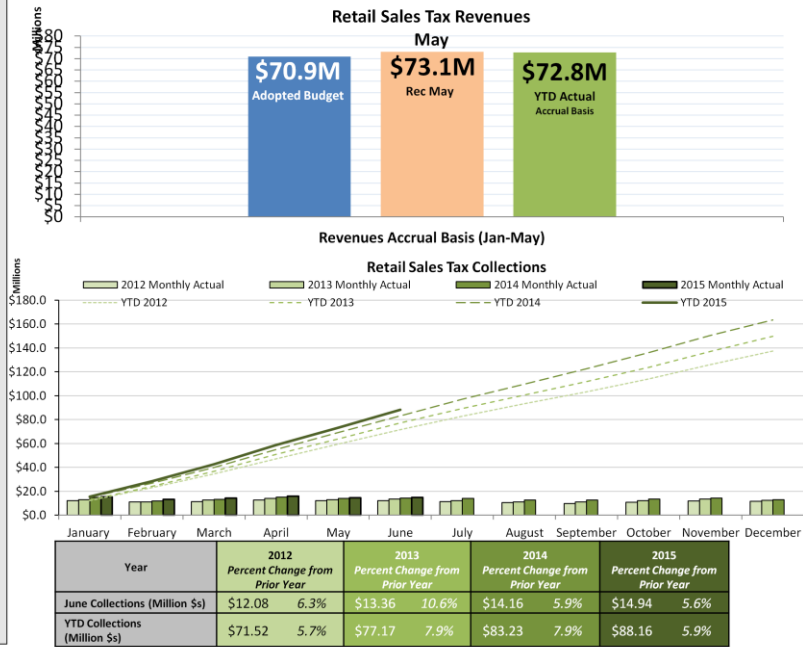 Retail Sales Tax Revenues
May
Millions
$80
$75
$70
$65
$60
$55
$50
$45
$40
$35
$30
$25
$20
$15
$10
$5
$0
$70.9M
Adopted Budget
$73.1M
Rec May
$72.8M
YTD Actual
Accrual Basis
Revenues Accrual Basis (Jan-May)
Retail Sales Tax Collections
Millions
2012 Monthly Actual 2013 Monthly Actual 2014 Monthly Actual 2015 Monthly Actual
YTD 2012 YTD 2013 YTD 2014 YTD 2015
$180.0
$160.0
$140.0
$120.0
$100.0
$80.0
$60.0
$40.0
$20.0
$0.0
January February March April May June July August September October November December
Year
2012
Percent Change from
Prior Year
2013
Percent Change from
Prior Year
2014
Percent Change from
Prior Year
2015
Percent Change from
Prior Year
June Collections (Million $s) $12.08 6.3% $13.36 10.6% $14.16 5.9% $14.94 5.6%
YTD Collections
(Million $s)
$71.52 5.7% $77.17 7.9% $83.23 7.9% $88.16 5.9%